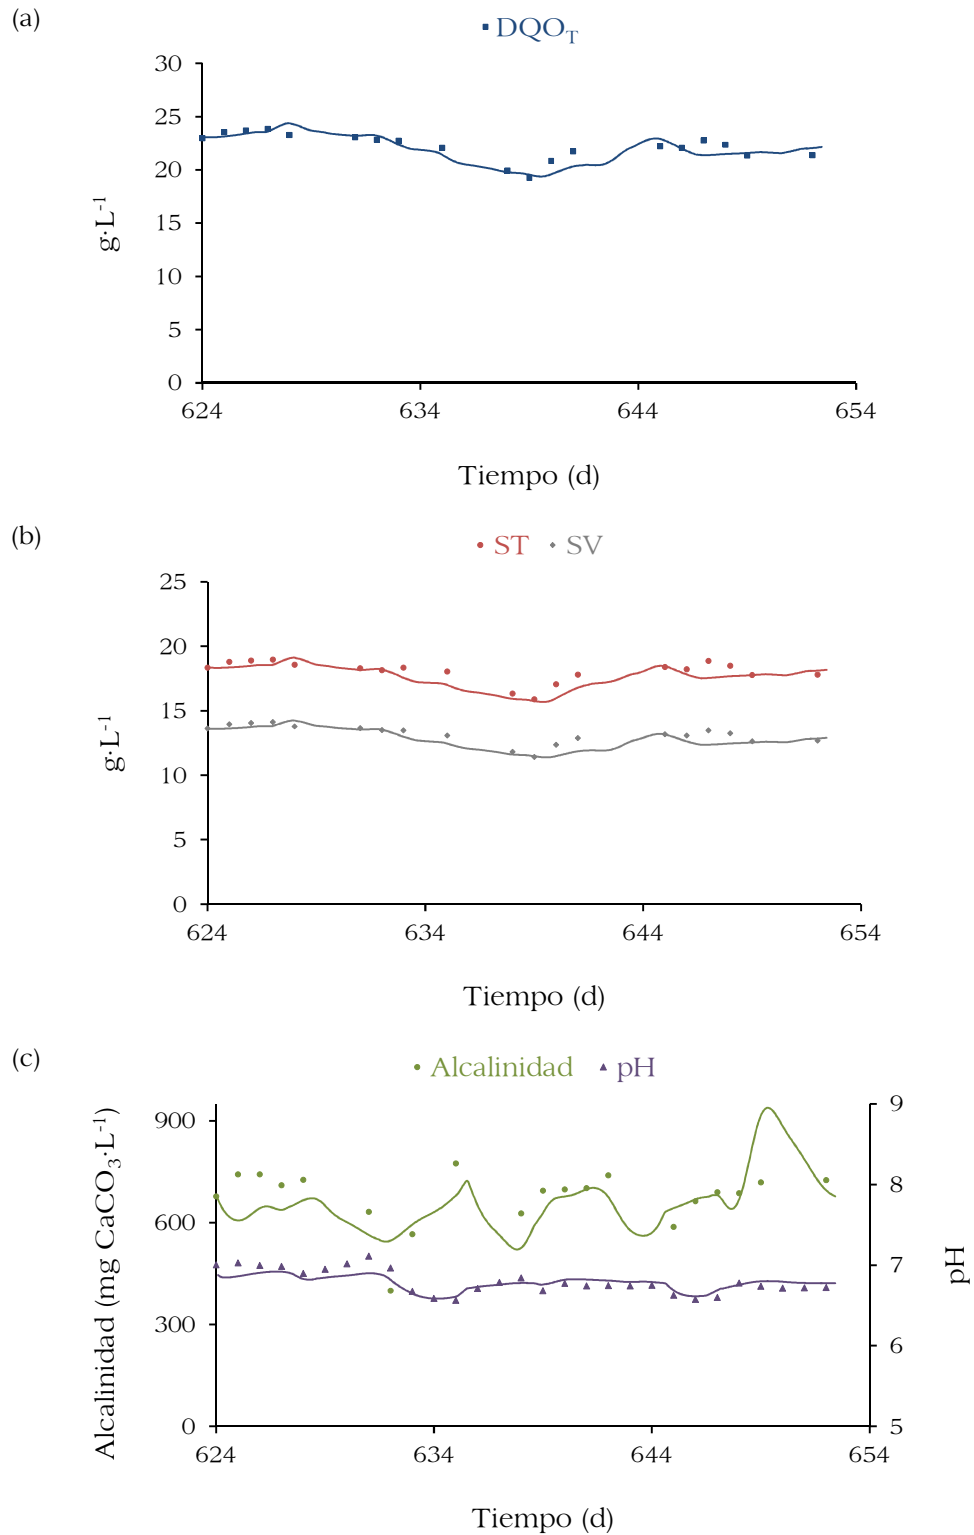 (a)
DQO_T
30
25
20
15
10
5
0
g·L⁻¹
624 634 644 654
Tiempo (d)
(b)
ST SV
25
20
15
10
5
0
g·L⁻¹
624 634 644 654
Tiempo (d)
(c)
Alcalinidad pH
900
600
300
0
Alcalinidad (mg CaCO₃·L⁻¹)
9
8
7
6
5
pH
624 634 644 654
Tiempo (d)